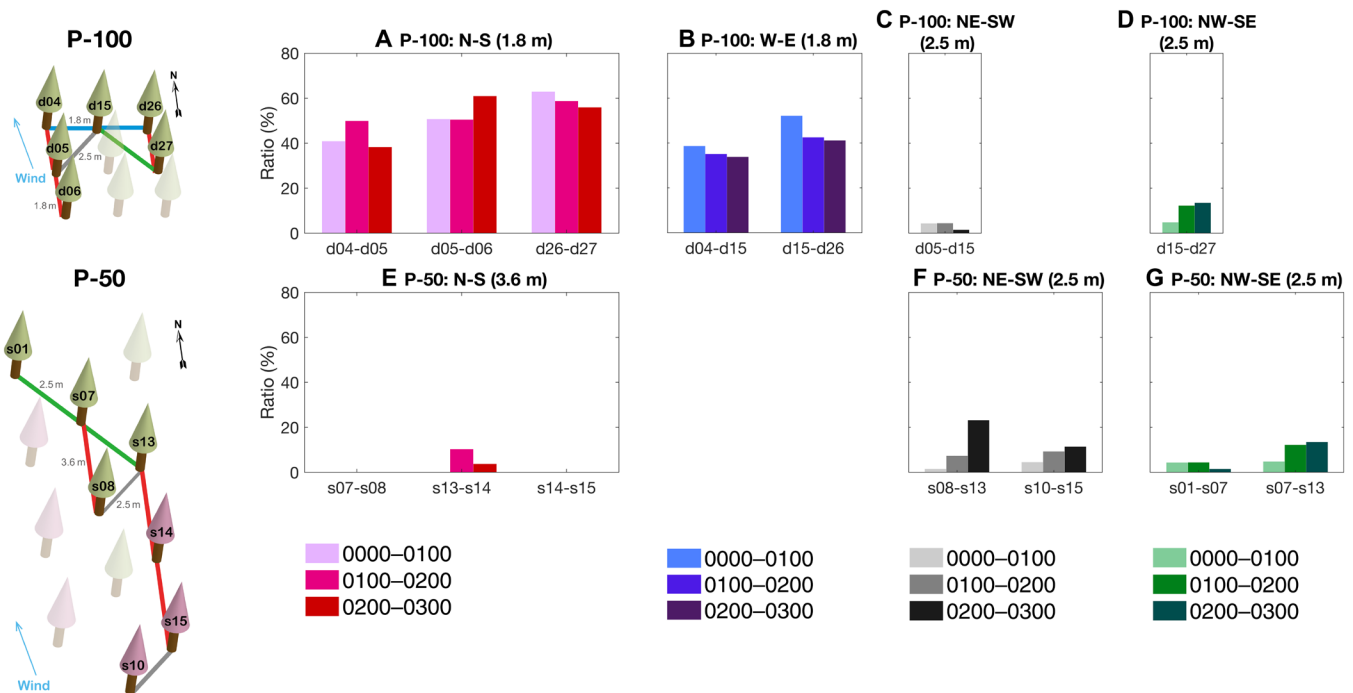 P-100
N
d04
d15
d26
1.8 m
d05
2.5 m
d27
Wind
d06
1.8 m
A P-100: N-S (1.8 m)
Ratio (%)
80
60
40
20
0
d04-d05
d05-d06
d26-d27
B P-100: W-E (1.8 m)
d04-d15
d15-d26
C P-100: NE-SW
(2.5 m)
d05-d15
D P-100: NW-SE
(2.5 m)
d15-d27
P-50
N
s01
2.5 m
s07
s13
3.6 m
s08
2.5 m
s14
s15
s10
Wind
E P-50: N-S (3.6 m)
Ratio (%)
80
60
40
20
0
s07-s08
s13-s14
s14-s15
F P-50: NE-SW (2.5 m)
s08-s13
s10-s15
G P-50: NW-SE (2.5 m)
s01-s07
s07-s13
0000–0100
0100–0200
0200–0300
0000–0100
0100–0200
0200–0300
0000–0100
0100–0200
0200–0300
0000–0100
0100–0200
0200–0300